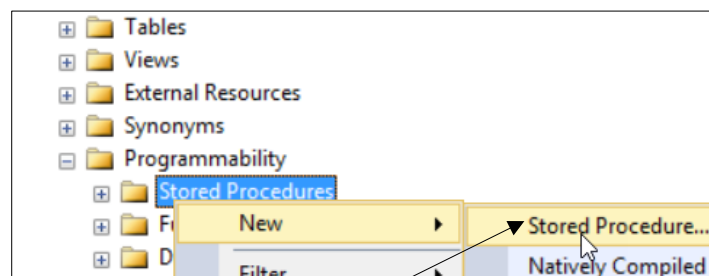 Tables
Views
External Resources
Synonyms
Programmability
Stored Procedures
New
Stored Procedure...
Filter
Natively Compiled